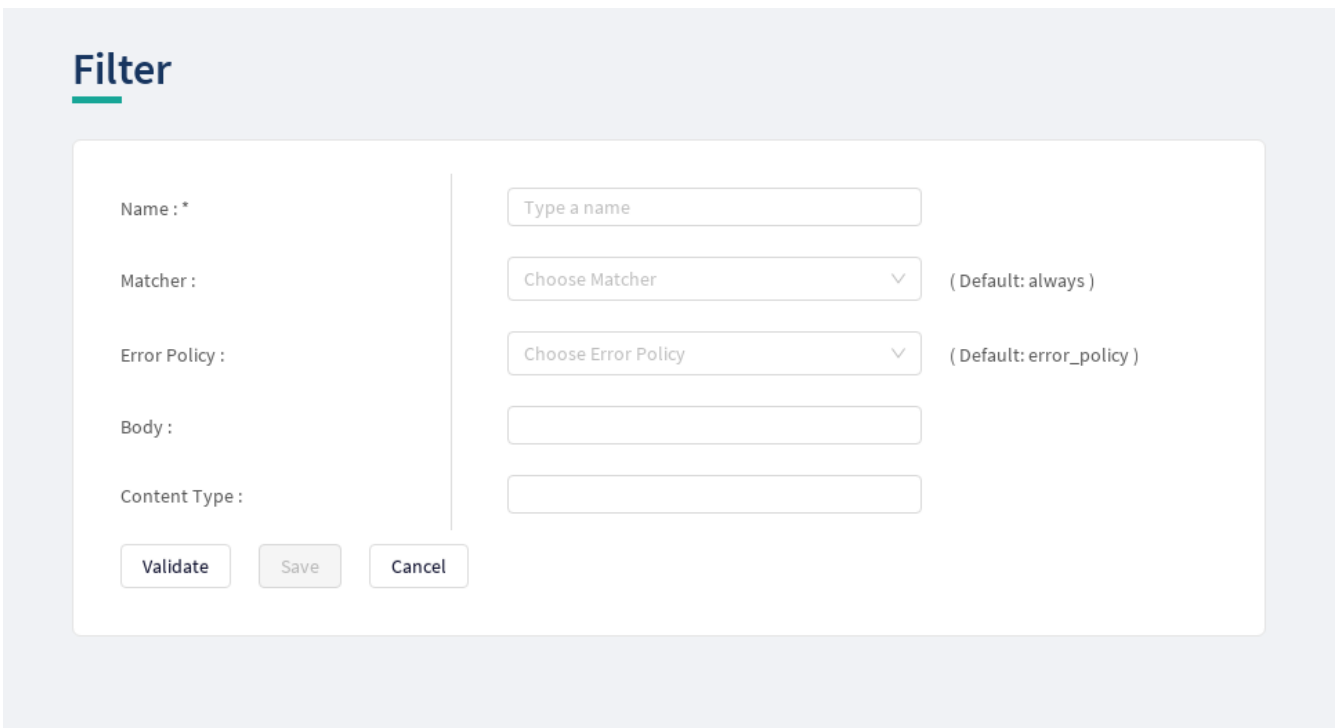 Filter
Name : * Type a name
Matcher : Choose Matcher ( Default: always )
Error Policy : Choose Error Policy ( Default: error_policy )
Body :
Content Type :
Validate Save Cancel